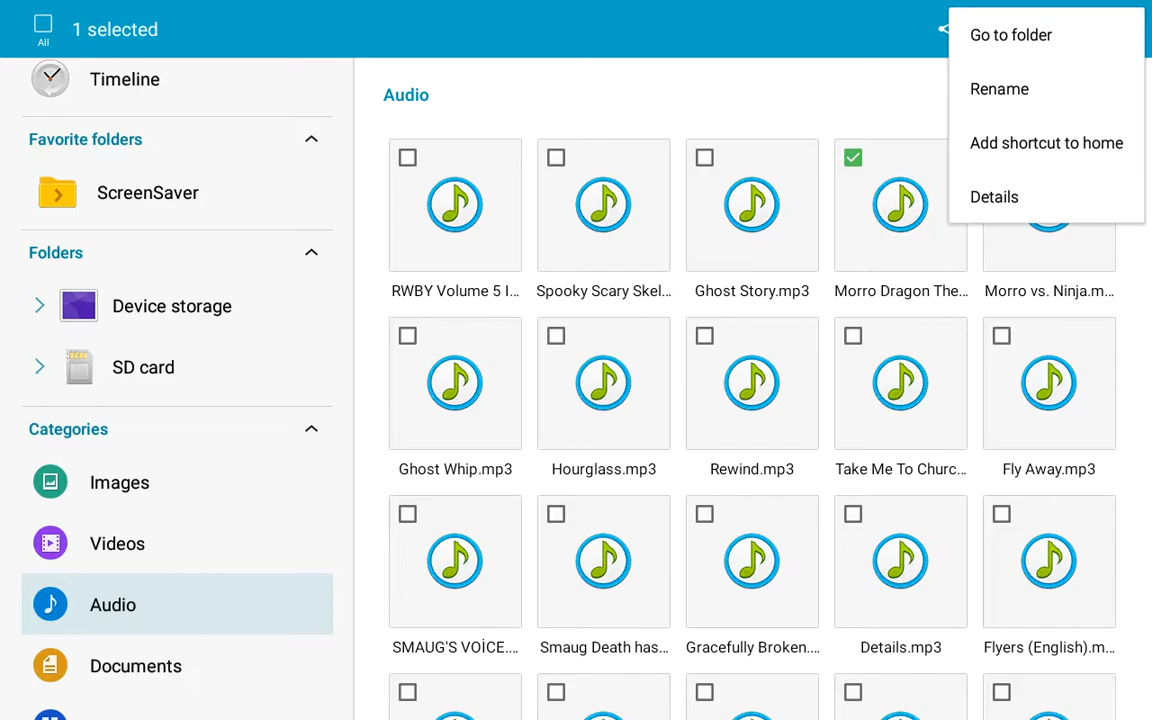 All
1 selected
Go to folder
Rename
Add shortcut to home
Details
Timeline
Favorite folders
ScreenSaver
Folders
Device storage
SD card
Categories
Images
Videos
Audio
Documents
Audio
RWBY Volume 5 I...
Spooky Scary Skel...
Ghost Story.mp3
Morro Dragon The...
Morro vs. Ninja.m...
Ghost Whip.mp3
Hourglass.mp3
Rewind.mp3
Take Me To Churc...
Fly Away.mp3
SMAUG'S VOİCE....
Smaug Death has...
Gracefully Broken....
Details.mp3
Flyers (English).m...